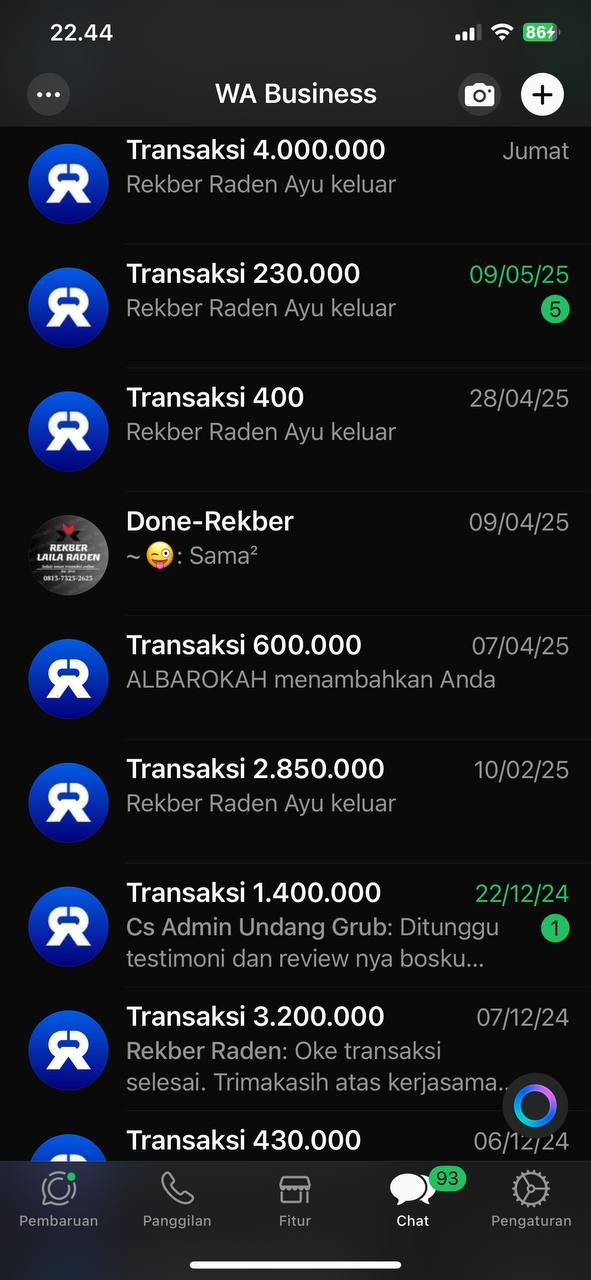 22.44
86
WA Business
Transaksi 4.000.000
Jumat
Rekber Raden Ayu keluar
Transaksi 230.000
09/05/25
Rekber Raden Ayu keluar
5
Transaksi 400
28/04/25
Rekber Raden Ayu keluar
REKBER
LAILA RADEN
0813-7325-2625
Done-Rekber
09/04/25
~ 😜: Sama²
Transaksi 600.000
07/04/25
ALBAROKAH menambahkan Anda
Transaksi 2.850.000
10/02/25
Rekber Raden Ayu keluar
Transaksi 1.400.000
22/12/24
Cs Admin Undang Grub: Ditunggu
1
testimoni dan review nya bosku...
Transaksi 3.200.000
07/12/24
Rekber Raden: Oke transaksi
selesai. Trimakasih atas kerjasama..
Transaksi 430.000
06/12/24
93
Pembaruan
Panggilan
Fitur
Chat
Pengaturan